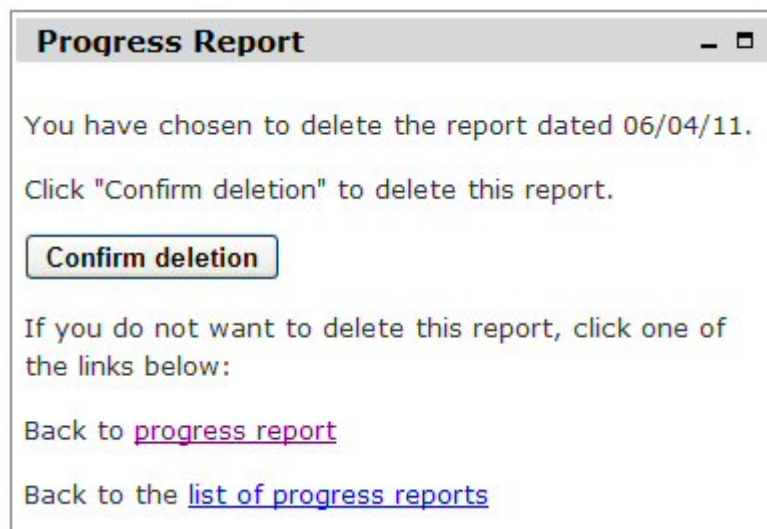 Progress Report
You have chosen to delete the report dated 06/04/11.
Click "Confirm deletion" to delete this report.
Confirm deletion
If you do not want to delete this report, click one of
the links below:
Back to progress report
Back to the list of progress reports